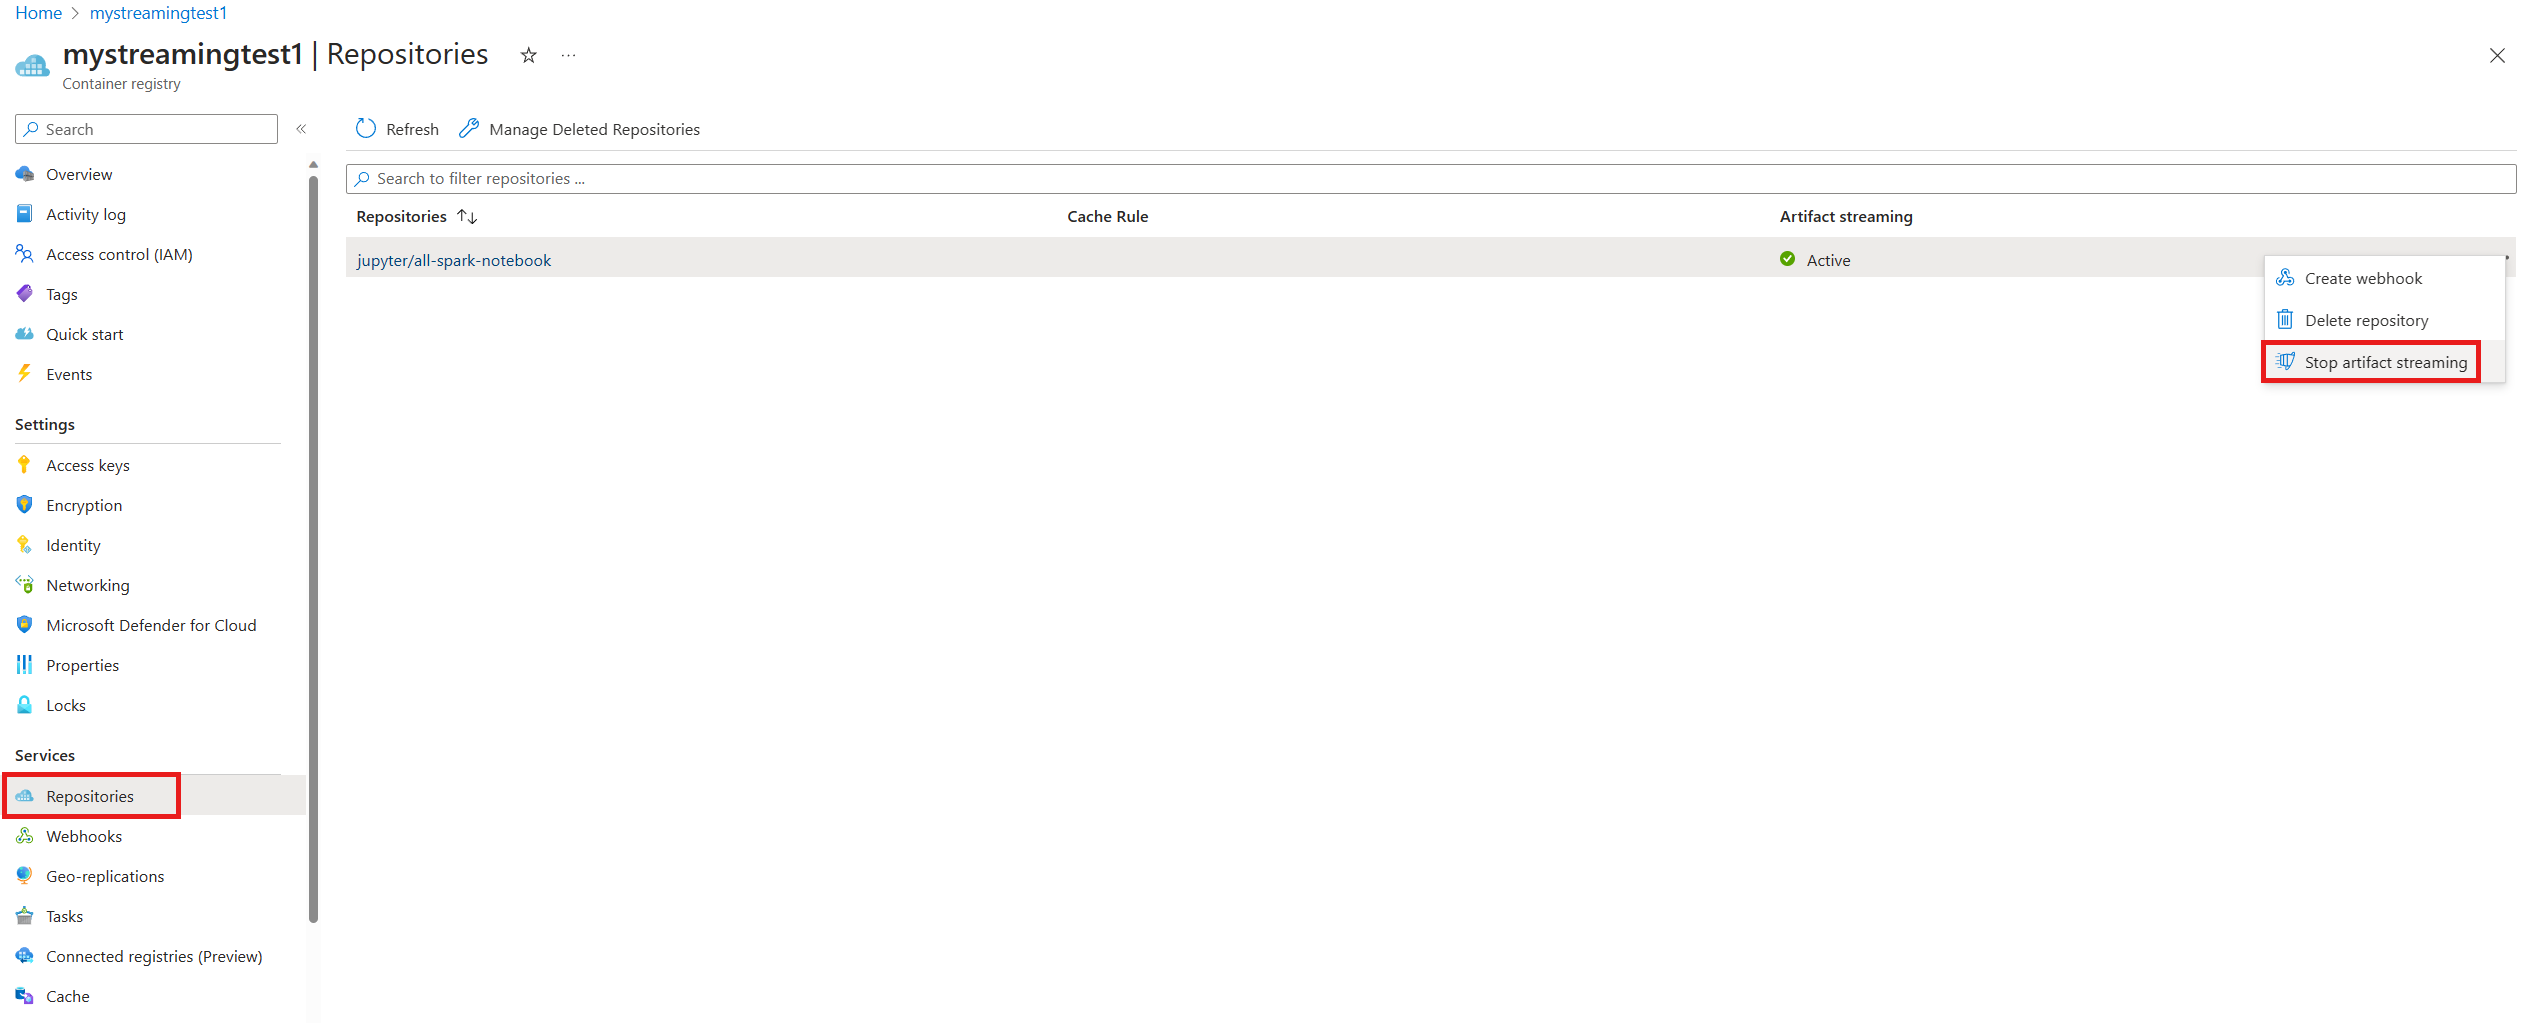 Home > mystreamingtest1
mystreamingtest1 | Repositories
Container registry
Search
Overview
Activity log
Access control (IAM)
Tags
Quick start
Events
Settings
Access keys
Encryption
Identity
Networking
Microsoft Defender for Cloud
Properties
Locks
Services
Repositories
Webhooks
Geo-replications
Tasks
Connected registries (Preview)
Cache
Refresh Manage Deleted Repositories
Search to filter repositories ...
Repositories Cache Rule Artifact streaming
jupyter/all-spark-notebook Active
Create webhook
Delete repository
Stop artifact streaming